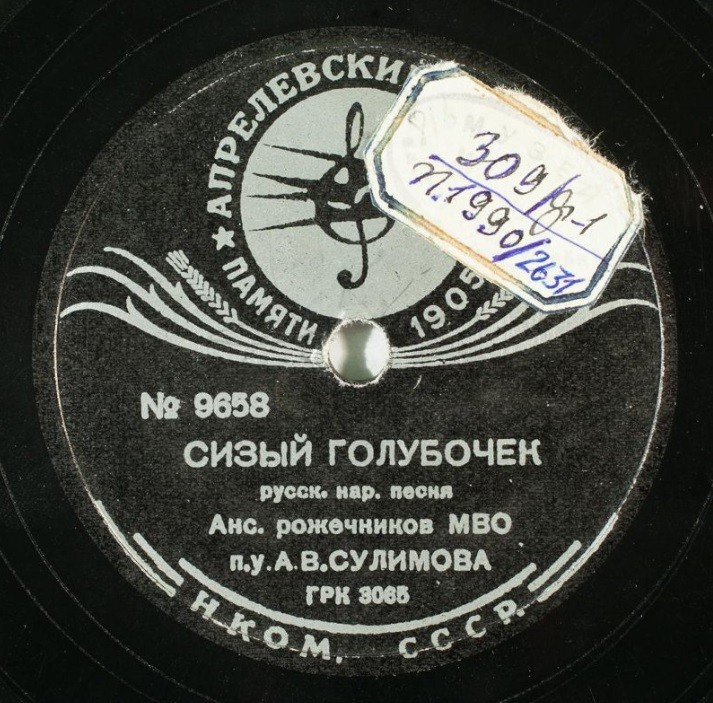 ★ АПРЕЛЕВСКИЙ
ПАМЯТИ 1905
309/д-1
п.1990/2631
№ 9658
СИЗЫЙ ГОЛУБОЧЕК
русск. нар. песня
Анс. рожечников МВО
п.у.А.В.СУЛИМОВА
ГРК 3065
Н.КОМ. СССР.